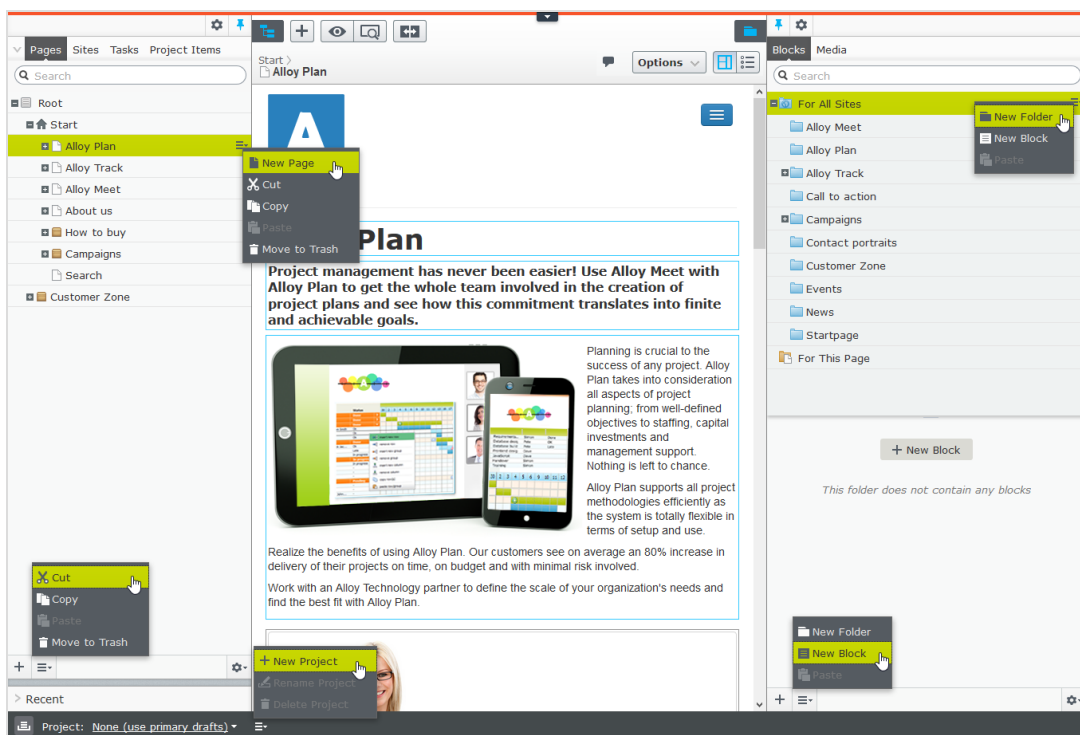 Pages Sites Tasks Project Items
Search
Root
Start
Alloy Plan
Alloy Track
Alloy Meet
About us
How to buy
Campaigns
Search
Customer Zone
New Page
Cut
Copy
Paste
Move to Trash
Cut
Copy
Paste
Move to Trash
Recent
Project: None (use primary drafts)
Start >
Alloy Plan
Options
A
Plan
Project management has never been easier! Use Alloy Meet with
Alloy Plan to get the whole team involved in the creation of
project plans and see how this commitment translates into finite
and achievable goals.
Planning is crucial to the
success of any project. Alloy
Plan takes into consideration
all aspects of project
planning; from well-defined
objectives to staffing, capital
investments and
management support.
Nothing is left to chance.
Alloy Plan supports all project
methodologies efficiently as
the system is totally flexible in
terms of setup and use.
Realize the benefits of using Alloy Plan. Our customers see on average an 80% increase in
delivery of their projects on time, on budget and with minimal risk involved.
Work with an Alloy Technology partner to define the scale of your organization's needs and
find the best fit with Alloy Plan.
New Project
Rename Project
Delete Project
Blocks Media
Search
For All Sites
Alloy Meet
Alloy Plan
Alloy Track
Call to action
Campaigns
Contact portraits
Customer Zone
Events
News
Startpage
For This Page
New Folder
New Block
Paste
+ New Block
This folder does not contain any blocks
New Folder
New Block
Paste